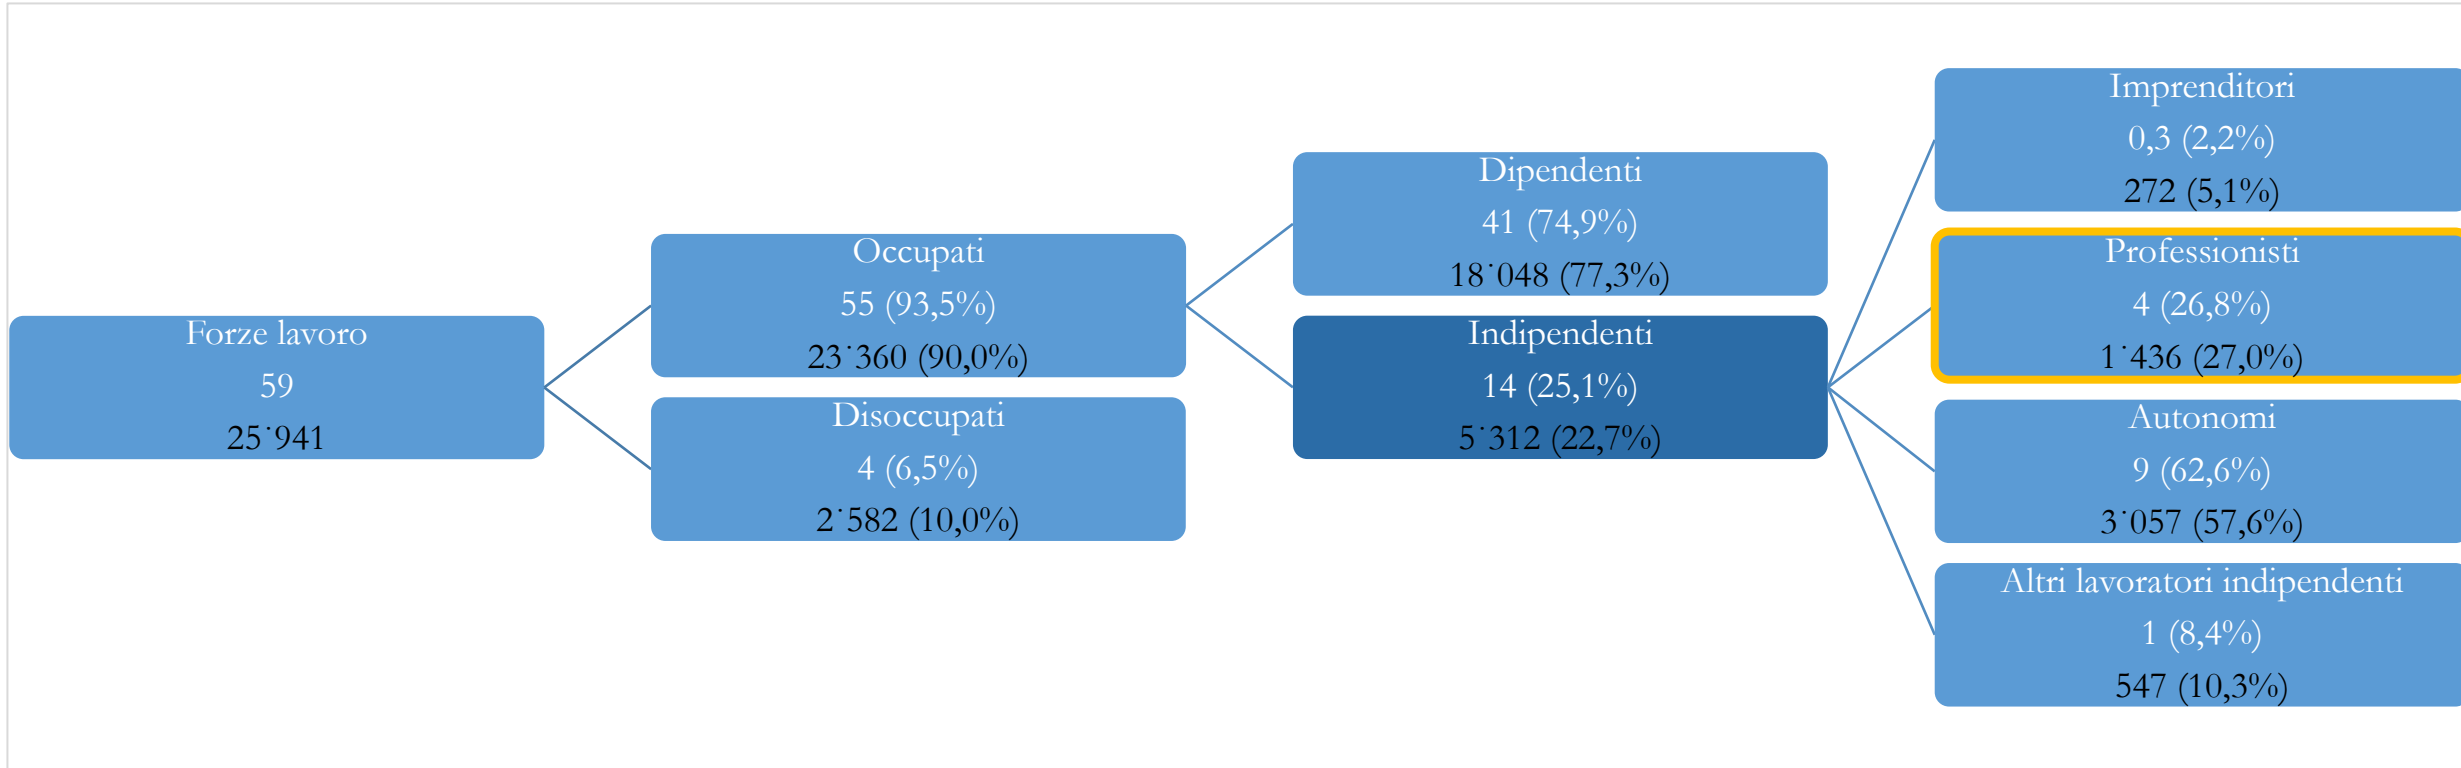 Forze lavoro
59
25˙941
Occupati
55 (93,5%)
23˙360 (90,0%)
Disoccupati
4 (6,5%)
2˙582 (10,0%)
Dipendenti
41 (74,9%)
18˙048 (77,3%)
Indipendenti
14 (25,1%)
5˙312 (22,7%)
Imprenditori
0,3 (2,2%)
272 (5,1%)
Professionisti
4 (26,8%)
1˙436 (27,0%)
Autonomi
9 (62,6%)
3˙057 (57,6%)
Altri lavoratori indipendenti
1 (8,4%)
547 (10,3%)